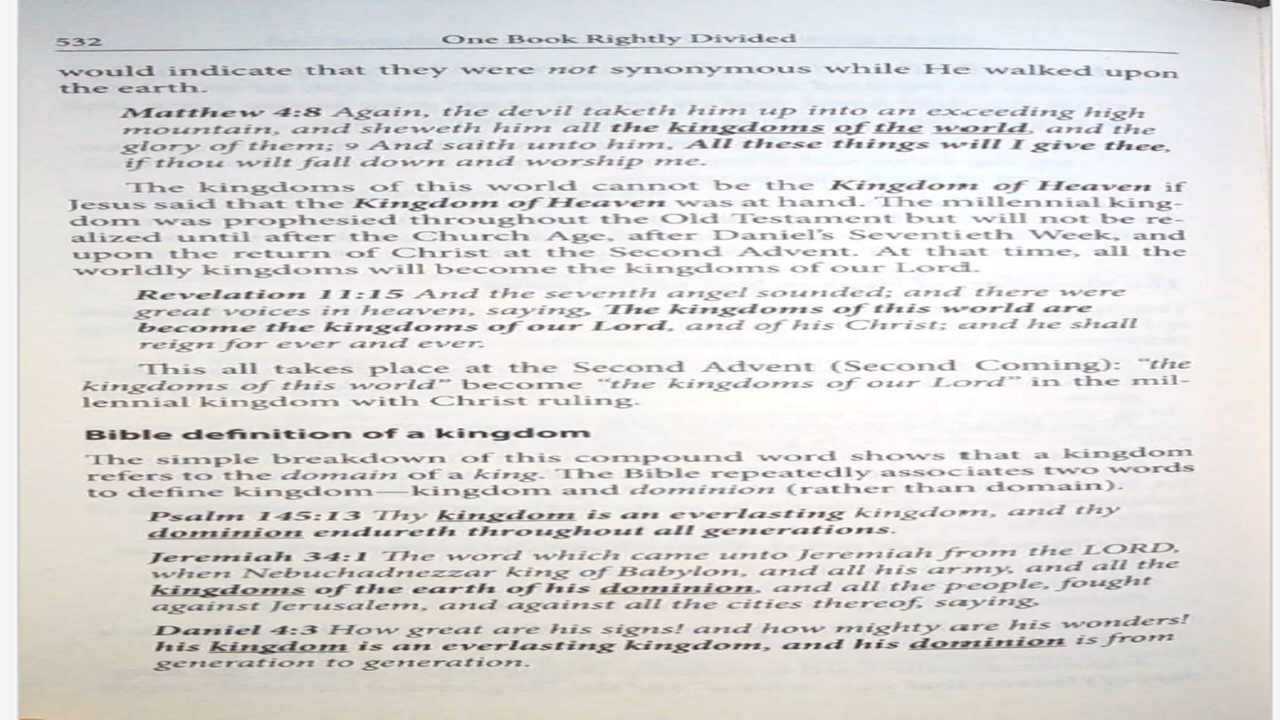 532
One Book Rightly Divided
would indicate that they were not synonymous while He walked upon
the earth.
Matthew 4:8 Again, the devil taketh him up into an exceeding high
mountain, and sheweth him all the kingdoms of the world, and the
glory of them; 9 And saith unto him, All these things will I give thee,
if thou wilt fall down and worship me.
The kingdoms of this world cannot be the Kingdom of Heaven if
Jesus said that the Kingdom of Heaven was at hand. The millennial king-
dom was prophesied throughout the Old Testament but will not be re-
alized until after the Church Age, after Daniel's Seventieth Week, and
upon the return of Christ at the Second Advent. At that time, all the
worldly kingdoms will become the kingdoms of our Lord.
Revelation 11:15 And the seventh angel sounded; and there were
great voices in heaven, saying, The kingdoms of this world are
become the kingdoms of our Lord, and of his Christ; and he shall
reign for ever and ever.
This all takes place at the Second Advent (Second Coming): "the
kingdoms of this world" become "the kingdoms of our Lord" in the mil-
lennial kingdom with Christ ruling.
Bible definition of a kingdom
The simple breakdown of this compound word shows that a kingdom
refers to the domain of a king. The Bible repeatedly associates two words
to define kingdom—kingdom and dominion (rather than domain).
Psalm 145:13 Thy kingdom is an everlasting kingdom, and thy
dominion endureth throughout all generations.
Jeremiah 34:1 The word which came unto Jeremiah from the LORD,
when Nebuchadnezzar king of Babylon, and all his army, and all the
kingdoms of the earth of his dominion, and all the people, fought
against Jerusalem, and against all the cities thereof, saying,
Daniel 4:3 How great are his signs! and how mighty are his wonders!
his kingdom is an everlasting kingdom, and his dominion is from
generation to generation.